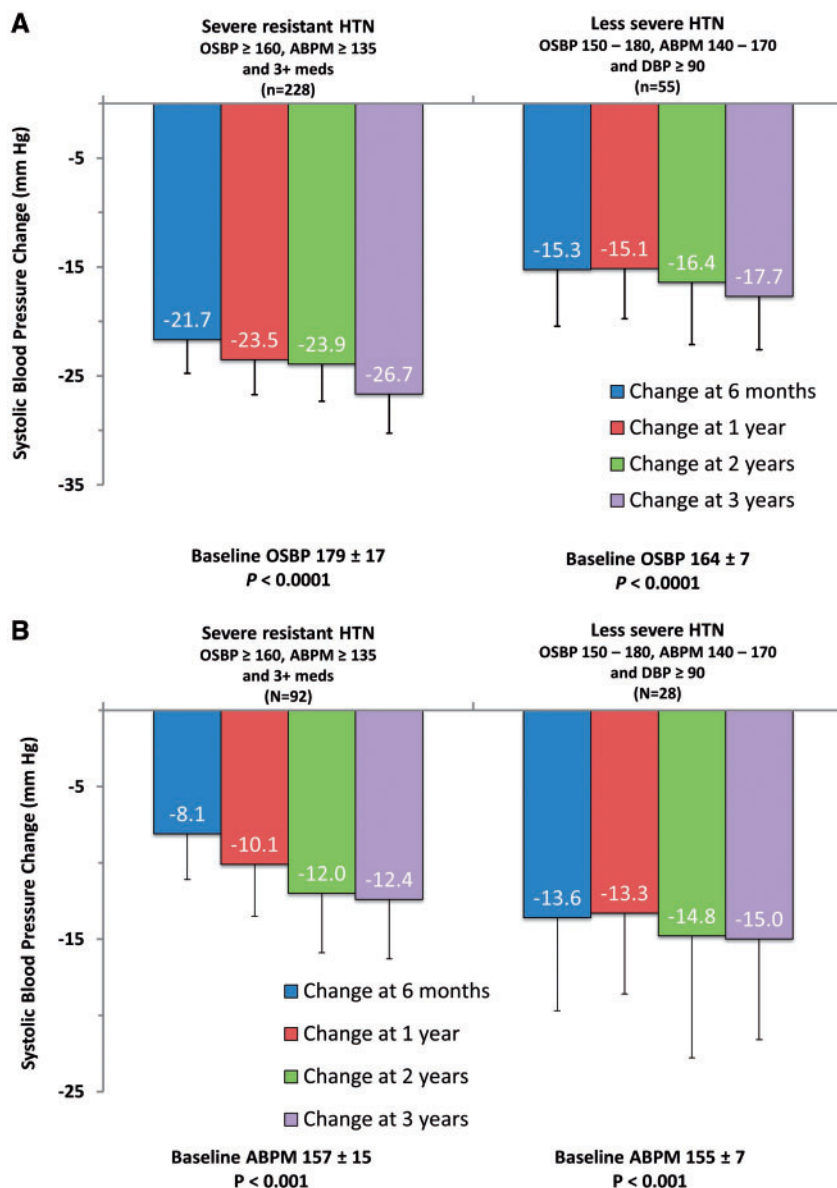 A
Severe resistant HTN
OSBP ≥ 160, ABPM ≥ 135
and 3+ meds
(n=228)
Less severe HTN
OSBP 150 – 180, ABPM 140 – 170
and DBP ≥ 90
(n=55)
Systolic Blood Pressure Change (mm Hg)
-5
-15
-25
-35
-21.7
-23.5
-23.9
-26.7
-15.3
-15.1
-16.4
-17.7
Change at 6 months
Change at 1 year
Change at 2 years
Change at 3 years
Baseline OSBP 179 ± 17
P < 0.0001
Baseline OSBP 164 ± 7
P < 0.0001
B
Severe resistant HTN
OSBP ≥ 160, ABPM ≥ 135
and 3+ meds
(N=92)
Less severe HTN
OSBP 150 – 180, ABPM 140 – 170
and DBP ≥ 90
(N=28)
Systolic Blood Pressure Change (mm Hg)
-5
-15
-25
-8.1
-10.1
-12.0
-12.4
-13.6
-13.3
-14.8
-15.0
Change at 6 months
Change at 1 year
Change at 2 years
Change at 3 years
Baseline ABPM 157 ± 15
P < 0.001
Baseline ABPM 155 ± 7
P < 0.001